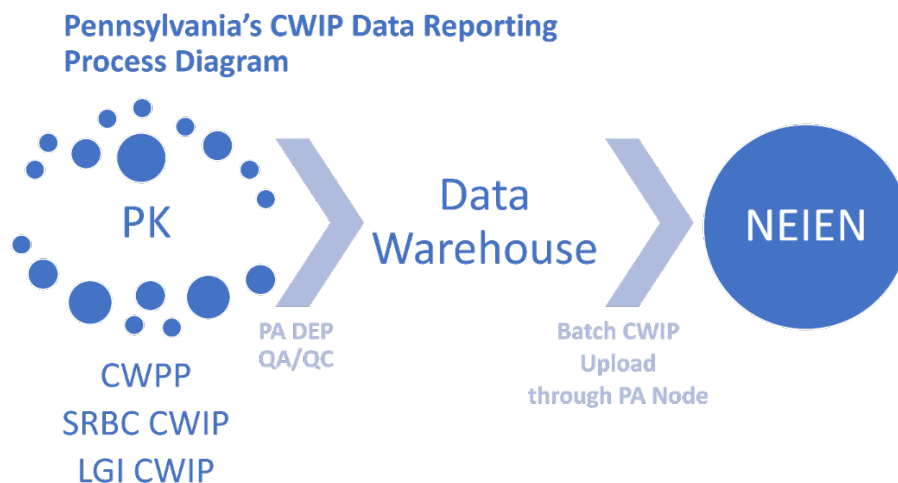 Pennsylvania's CWIP Data Reporting
Process Diagram
PK
CWPP
SRBC CWIP
LGI CWIP
PA DEP
QA/QC
Data
Warehouse
Batch CWIP
Upload
through PA Node
NEIEN